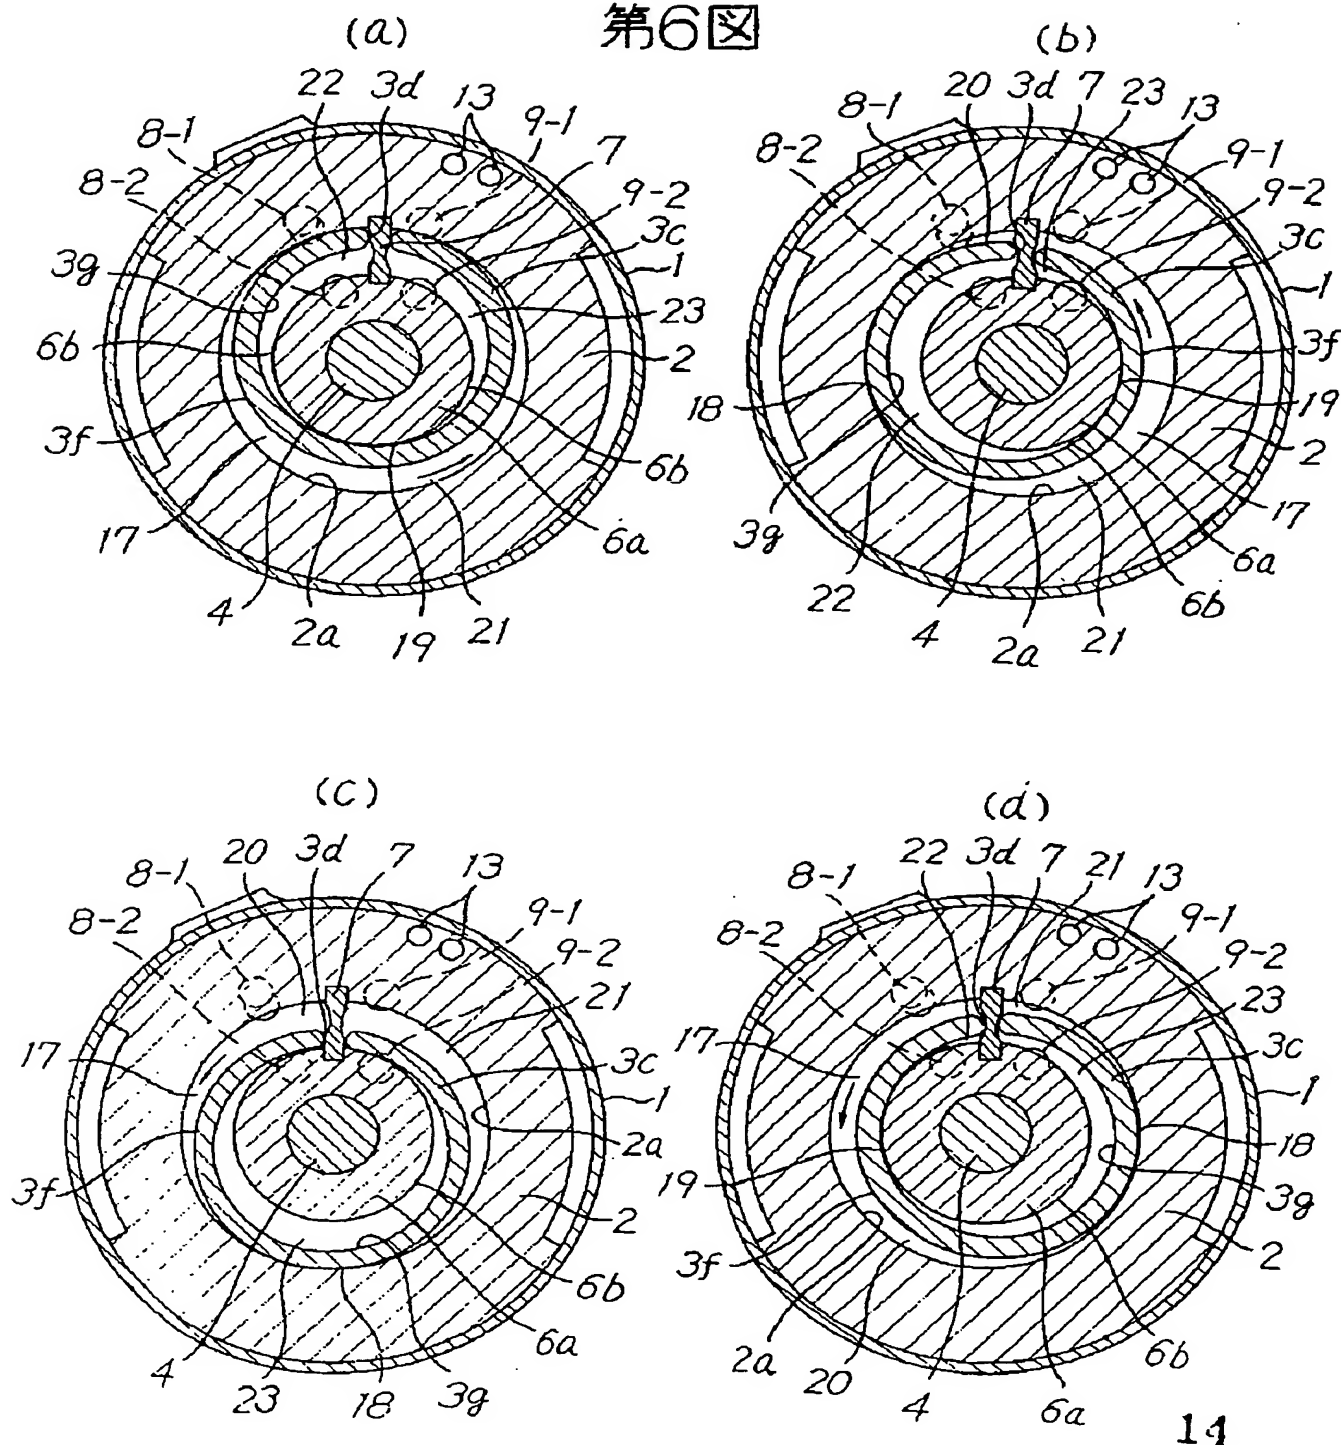 第6図
(a)
22 3d 13 9-1
8-1 7
8-2 9-2
3c
3g 1
23
6b 2
3f 6b
17 6a
4 2a 19 21
(b)
20 3d 7 23 13
8-1 9-1
8-2 9-2
3c
1
3f
18 19
2
3g 17
22 6a
4 2a 21 6b
(c)
20 3d 7 13
8-1 9-1
8-2 9-2
21
17 3c
1
2a
3f 2
6b
4 6a
23 18 3g
(d)
22 3d 7 21 13
8-1 9-1
8-2 9-2
23
17 3c
1
18
19 3g
3f 2
2a 6b
20 4 6a
14